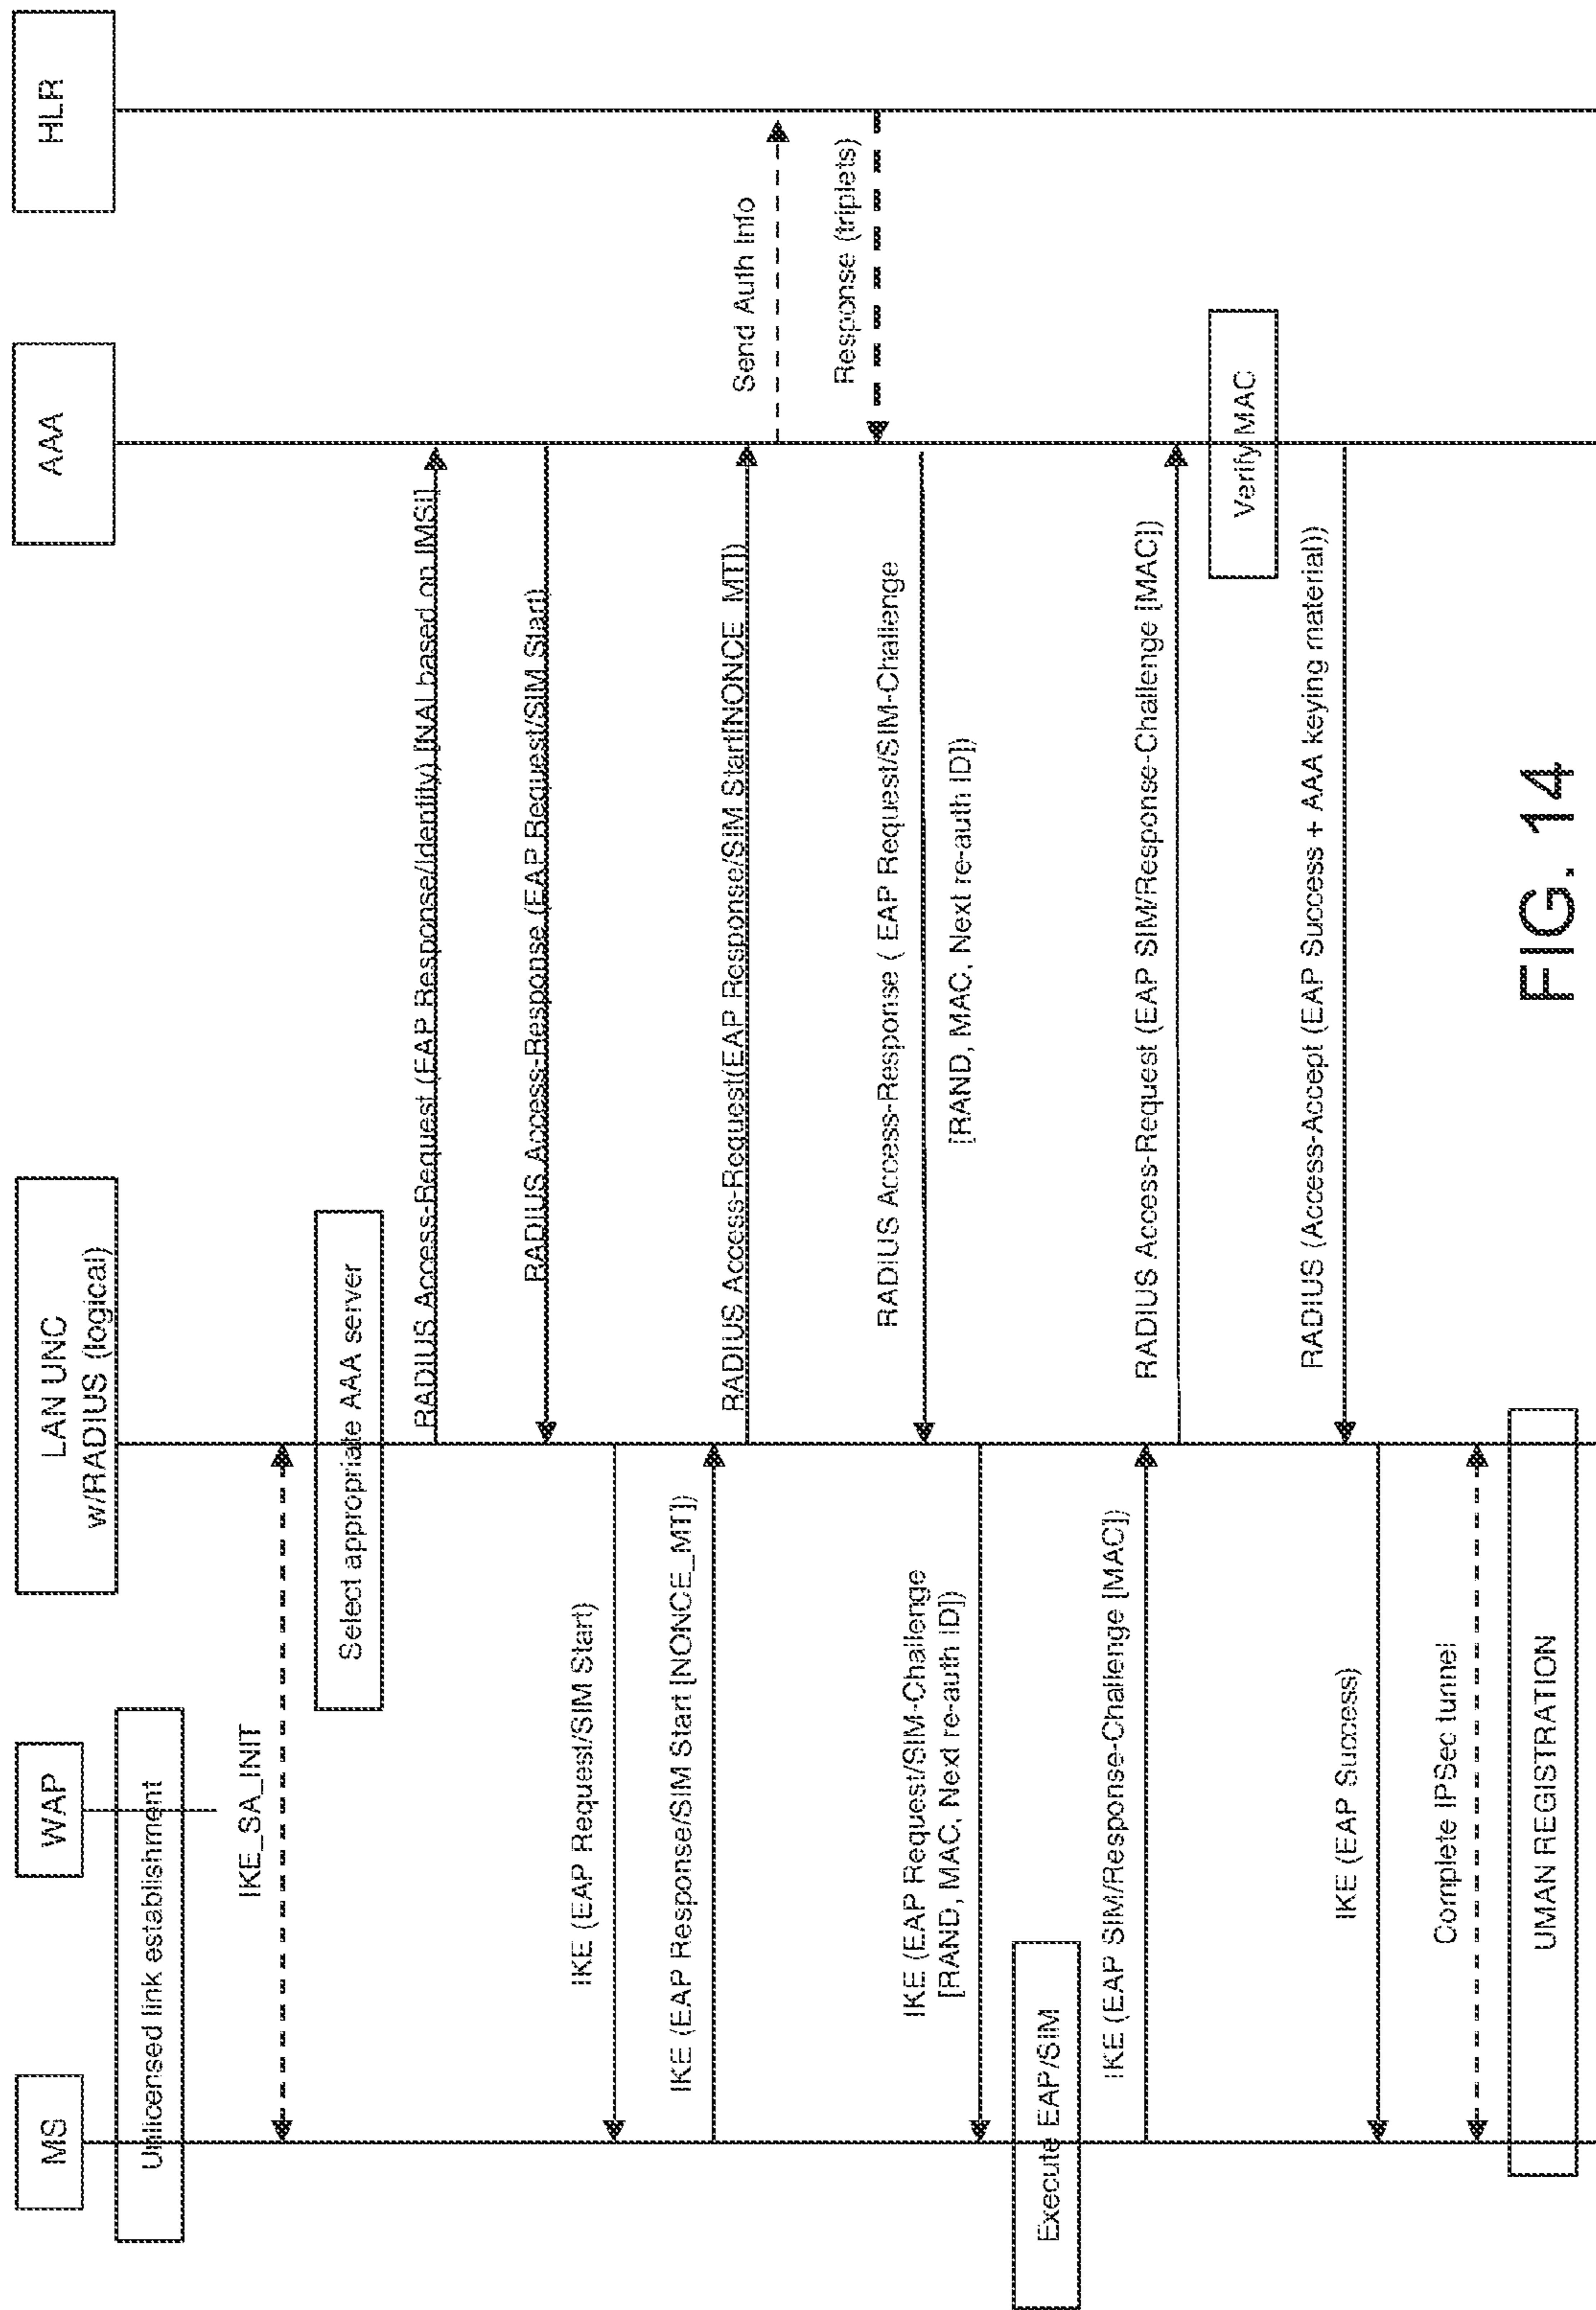 MS
WAP
LAN UNC
w/RADIUS (logical)
AAA
HLR
Unlicensed link establishment
IKE_SA_INIT
Select appropriate AAA server
RADIUS Access-Request (EAP Response/Identity) [NAI based on IMSI]
RADIUS Access-Response (EAP Request/SIM Start)
IKE (EAP Request/SIM Start)
IKE (EAP Response/SIM Start [NONCE_MT])
RADIUS Access-Request(EAP Response/SIM Start[NONCE_MT])
Send Auth Info
Response (triplets)
RADIUS Access-Response ( EAP Request/SIM-Challenge
[RAND, MAC, Next re-auth ID])
IKE (EAP Request/SIM-Challenge
[RAND, MAC, Next re-auth ID])
Execute EAP/SIM
IKE (EAP SIM/Response-Challenge [MAC])
RADIUS Access-Request (EAP SIM/Response-Challenge [MAC])
Verify MAC
RADIUS (Access-Accept (EAP Success + AAA keying material))
IKE (EAP Success)
Complete IPSec tunnel
UMAN REGISTRATION
FIG. 14